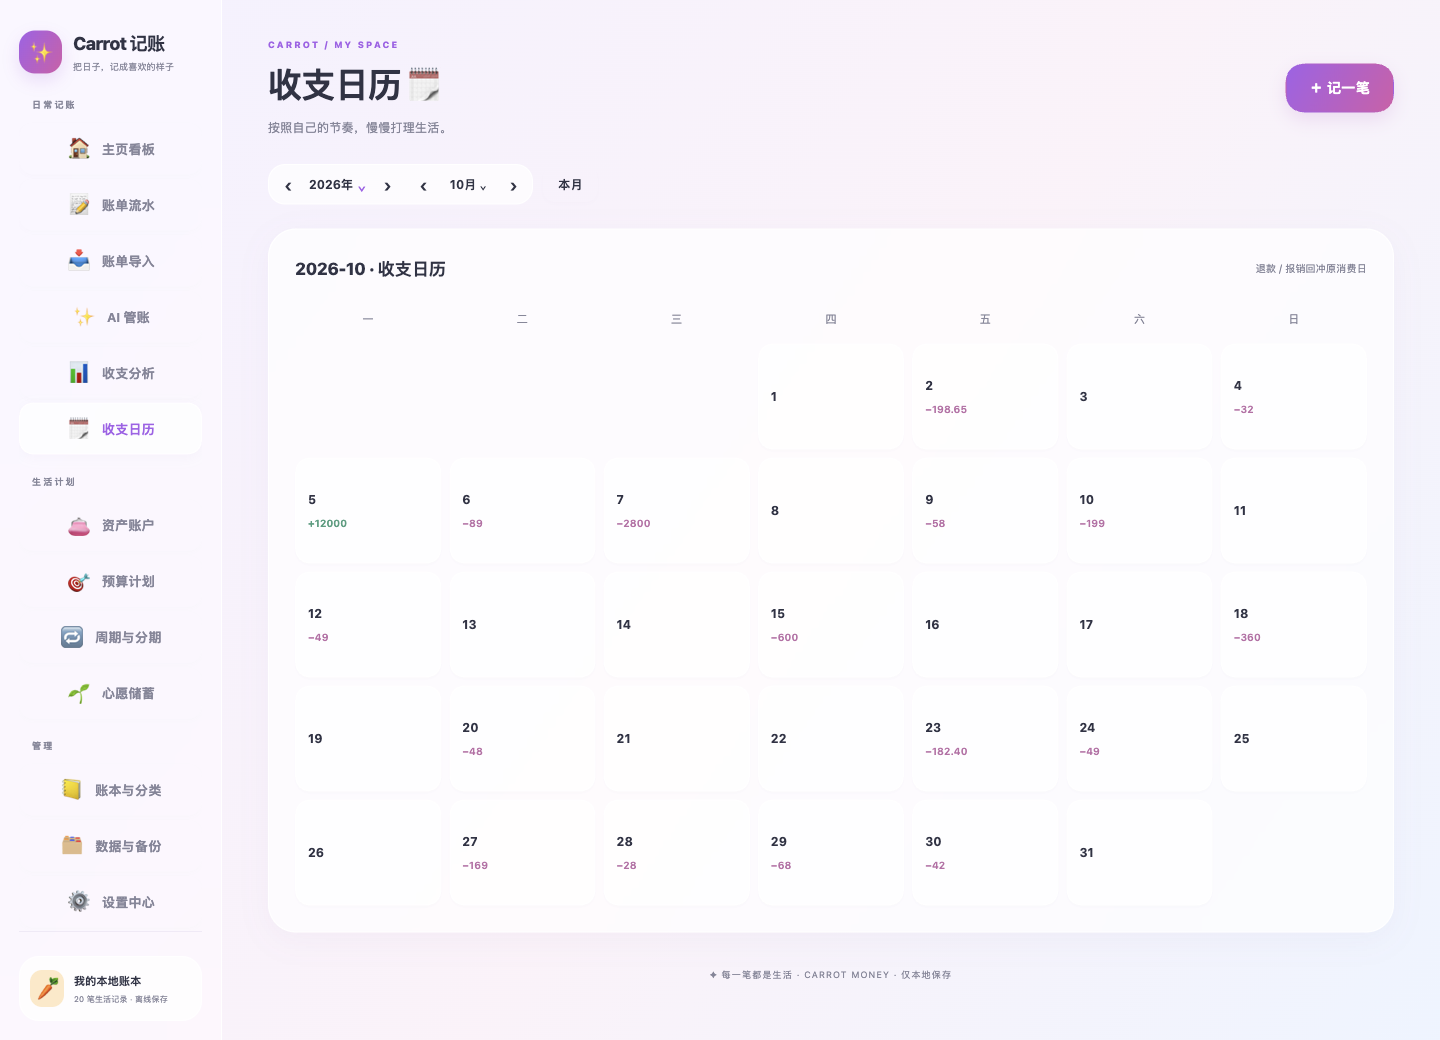 Carrot 记账
把日子，记成喜欢的样子
日常记账
主页看板
账单流水
账单导入
AI 管账
收支分析
收支日历
生活计划
资产账户
预算计划
周期与分期
心愿储蓄
管理
账本与分类
数据与备份
设置中心
我的本地账本
20 笔生活记录 · 离线保存
CARROT / MY SPACE
收支日历
按照自己的节奏，慢慢打理生活。
+ 记一笔
‹ 2026年 › ‹ 10月 › 本月
2026-10 · 收支日历
退款 / 报销回冲原消费日
一 二 三 四 五 六 日
1 2 3 4
−198.65 −32
5 6 7 8 9 10 11
+12000 −89 −2800 −58 −199
12 13 14 15 16 17 18
−49 −600 −360
19 20 21 22 23 24 25
−48 −182.40 −49
26 27 28 29 30 31
−169 −28 −68 −42
✦ 每一笔都是生活 · CARROT MONEY · 仅本地保存